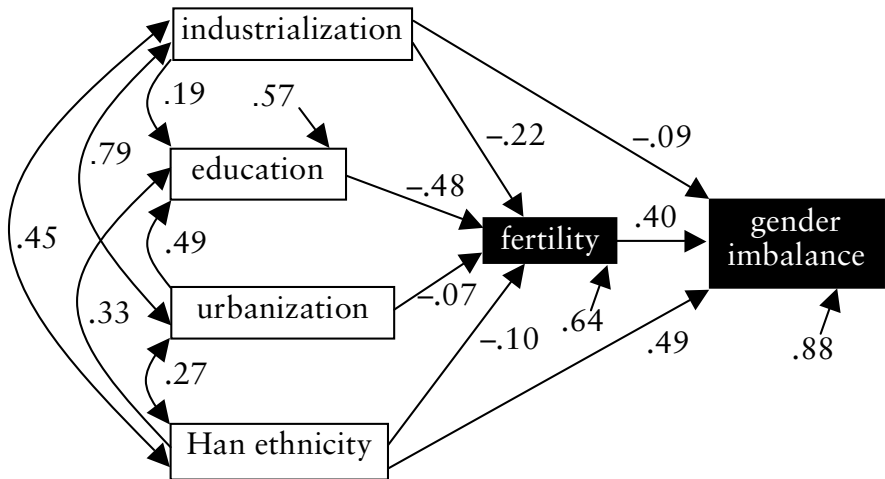 industrialization
.19
.57
.79
–.22
–.09
education
–.48
.40
gender
imbalance
fertility
.45
.49
–.07
urbanization
.33
.64
–.10
.49
.88
.27
Han ethnicity